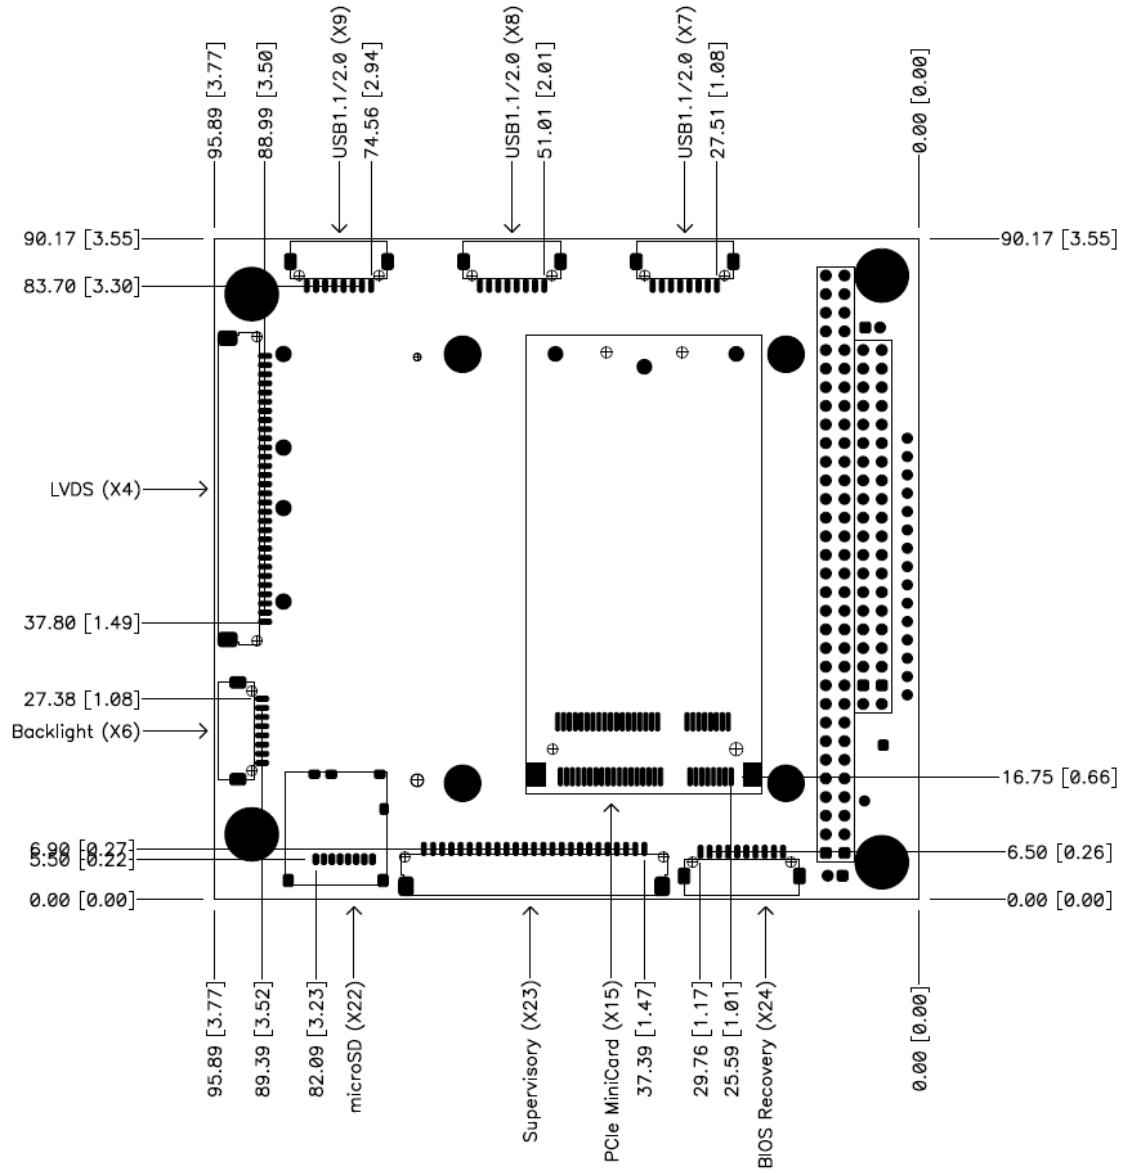 95.89 [3.77]
88.99 [3.50]
USB1.1/2.0 (X9)
74.56 [2.94]
USB1.1/2.0 (X8)
51.01 [2.01]
USB1.1/2.0 (X7)
27.51 [1.08]
0.00 [0.00]
90.17 [3.55]
90.17 [3.55]
83.70 [3.30]
LVDS (X4)
37.80 [1.49]
27.38 [1.08]
Backlight (X6)
16.75 [0.66]
6.90 [0.27]
5.50 [0.22]
6.50 [0.26]
0.00 [0.00]
0.00 [0.00]
95.89 [3.77]
89.39 [3.52]
82.09 [3.23]
microSD (X22)
Supervisory (X23)
PCIe MiniCard (X15)
37.39 [1.47]
29.76 [1.17]
25.59 [1.01]
BIOS Recovery (X24)
0.00 [0.00]